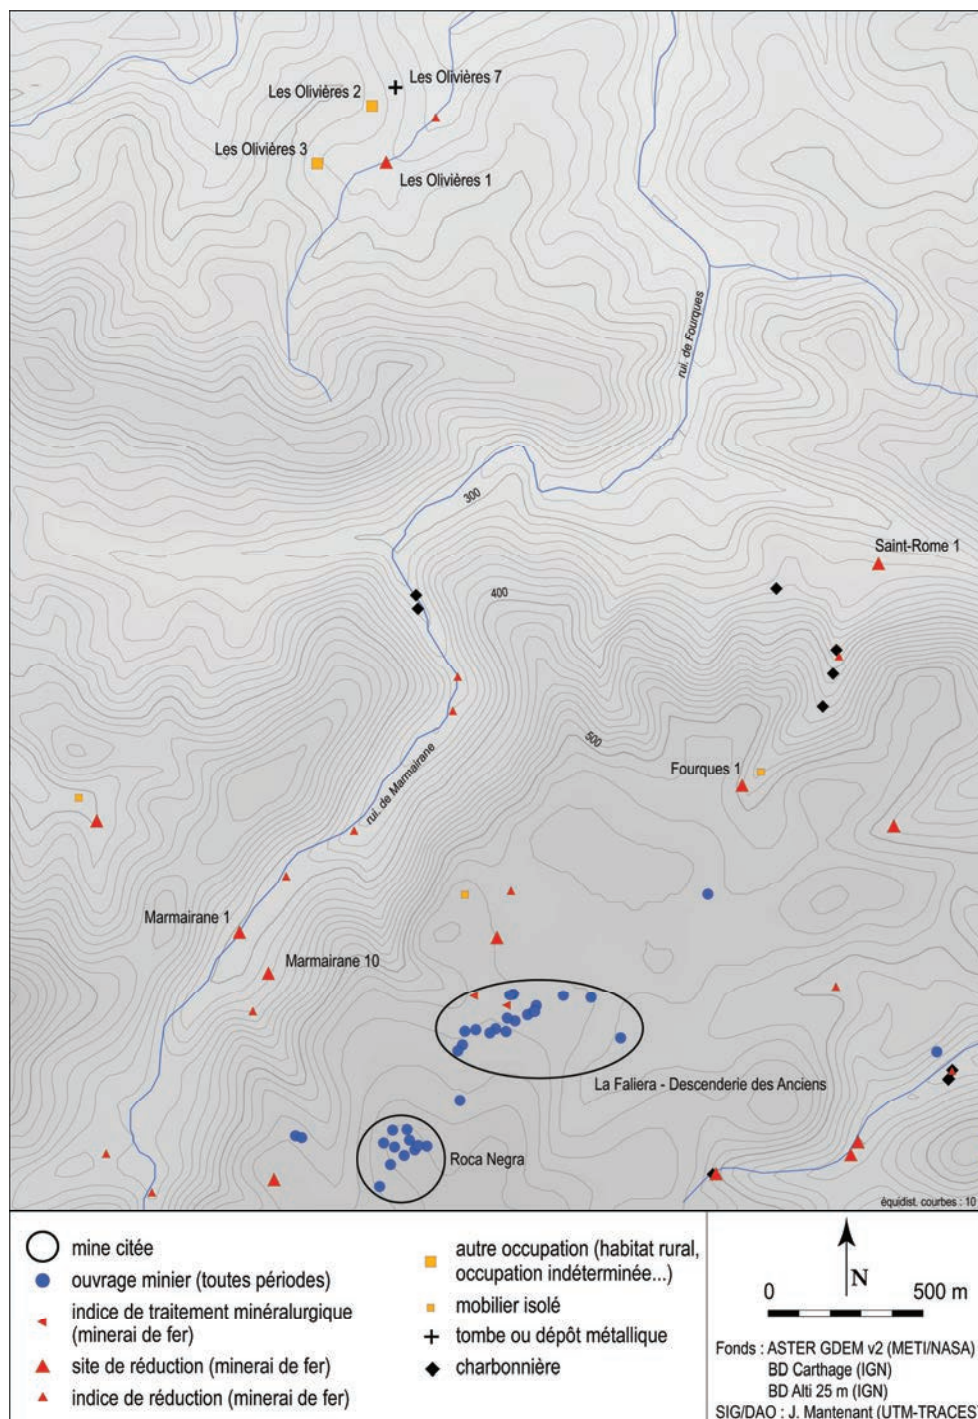 Les Olivières 7
Les Olivières 2
Les Olivières 3
Les Olivières 1
rui. de Fourques
300
Saint-Rome 1
400
500
Fourques 1
rui. de Marmairane
Marmairane 1
Marmairane 10
La Faliera - Descenderie des Anciens
Roca Negra
équidist. courbes : 10
mine citée
ouvrage minier (toutes périodes)
indice de traitement minéralurgique
(minerai de fer)
site de réduction (minerai de fer)
indice de réduction (minerai de fer)
autre occupation (habitat rural,
occupation indéterminée...)
mobilier isolé
tombe ou dépôt métallique
charbonnière
N
0 500 m
Fonds : ASTER GDEM v2 (METI/NASA)
BD Carthage (IGN)
BD Alti 25 m (IGN)
SIG/DAO : J. Mantenant (UTM-TRACES